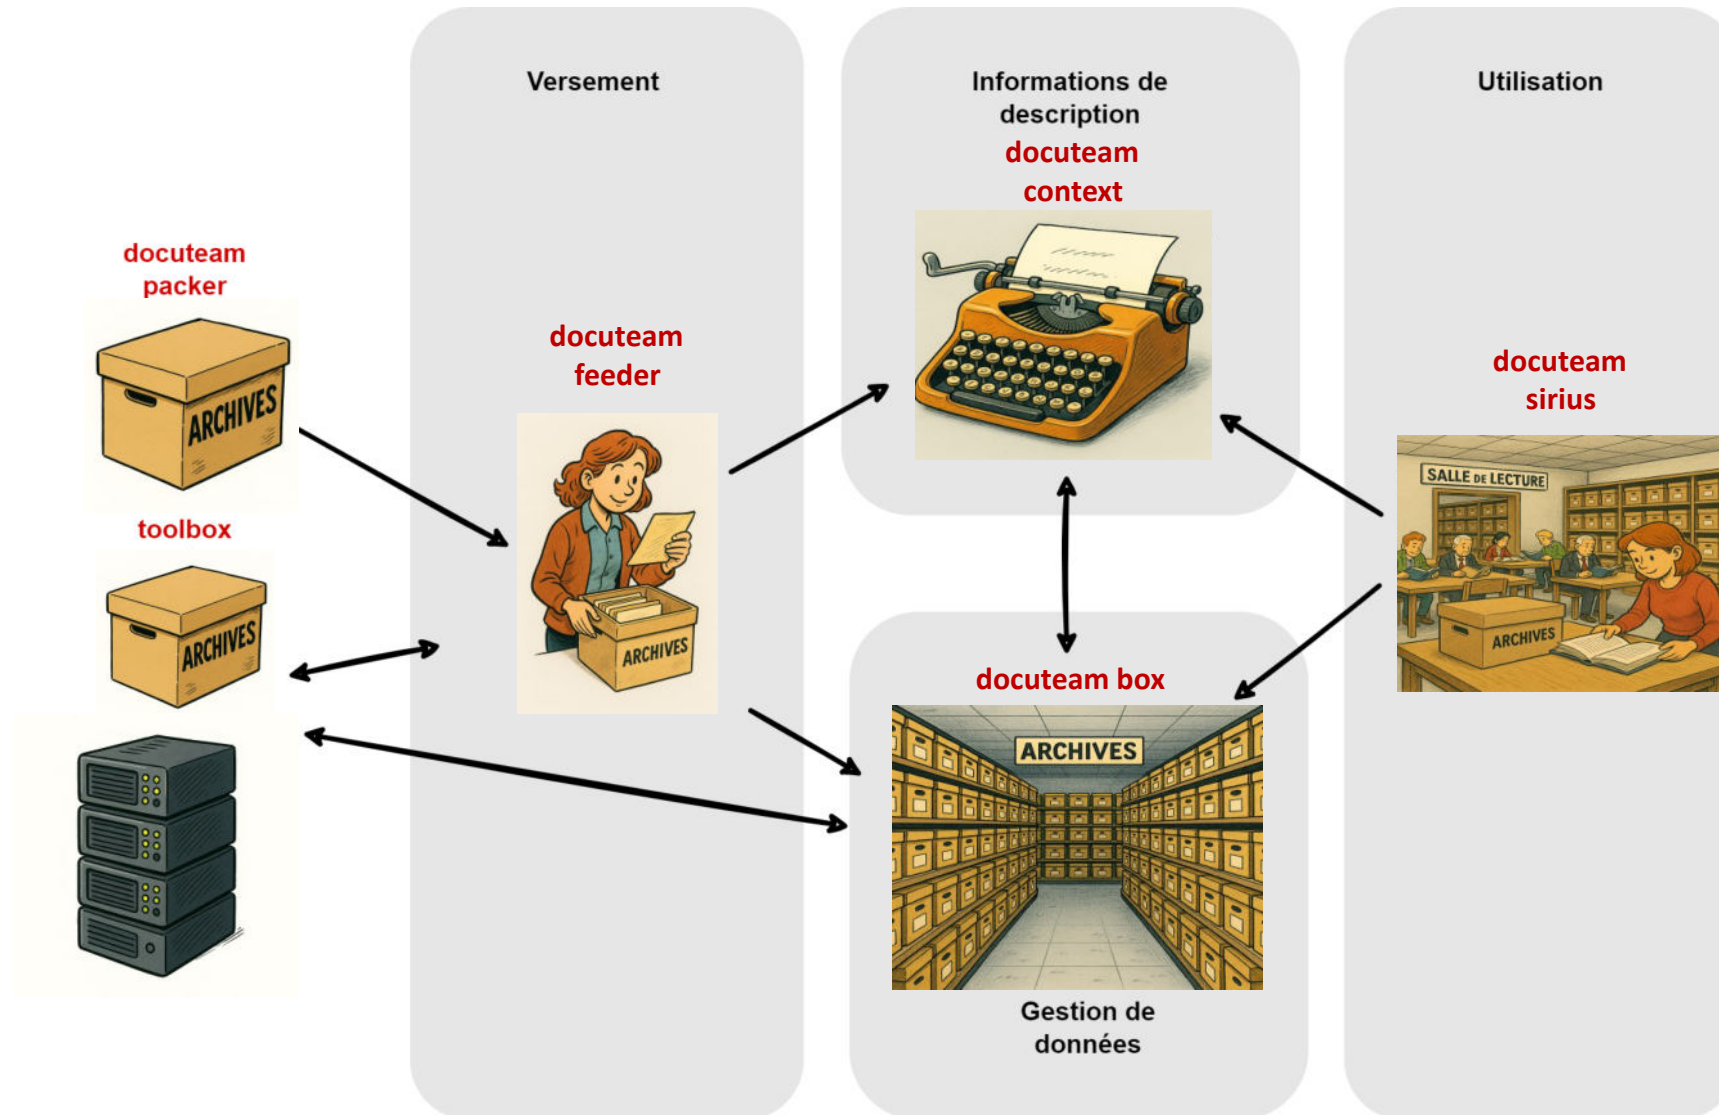 Versement
Informations de
description
Utilisation
docuteam
context
docuteam
packer
ARCHIVES
docuteam
feeder
ARCHIVES
docuteam
sirius
SALLE DE LECTURE
ARCHIVES
toolbox
ARCHIVES
docuteam box
ARCHIVES
Gestion de
données